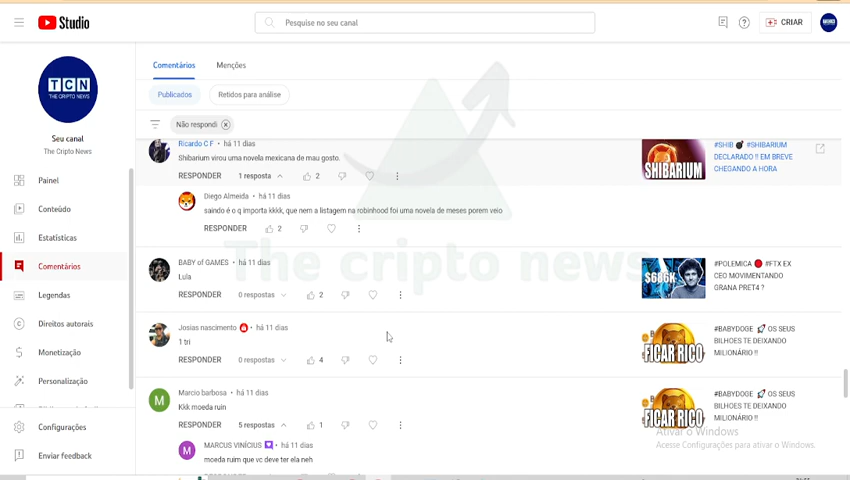 Studio
Pesquise no seu canal
CRIAR
TCN
THE CRIPTO NEWS
Seu canal
The Cripto News
Painel
Conteúdo
Estatísticas
Comentários
Legendas
Direitos autorais
Monetização
Personalização
Configurações
Enviar feedback
Comentários
Menções
Publicados
Retidos para análise
Não respondi
Ricardo C F • há 11 dias
Shibarium virou uma novela mexicana de mau gosto.
RESPONDER 1 resposta 2
SHIBARIUM
#SHIB 💣 #SHIBARIUM
DECLARADO !! EM BREVE
CHEGANDO A HORA
Diego Almeida • há 11 dias
saindo é o q importa kkkk, que nem a listagem na robinhood foi uma novela de meses porem veio
RESPONDER 2
The cripto news
BABY of GAMES • há 11 dias
Lula
RESPONDER 0 respostas 2
$686K
#POLEMICA 🔴 #FTX EX
CEO MOVIMENTANDO
GRANA PRET4 ?
Josias nascimento • há 11 dias
1 tri
RESPONDER 0 respostas 4
FICAR RICO
#BABYDOGE 🚀 OS SEUS
BILHOES TE DEIXANDO
MILIONÁRIO !!
M
Marcio barbosa • há 11 dias
Kkk moeda ruin
RESPONDER 5 respostas 1
FICAR RICO
#BABYDOGE 🚀 OS SEUS
BILHOES TE DEIXANDO
MILIONÁRIO !!
M
MARCUS VINÍCIUS • há 11 dias
moeda ruim que vc deve ter ela neh
Ativar o Windows
Acesse Configurações para ativar o Windows.